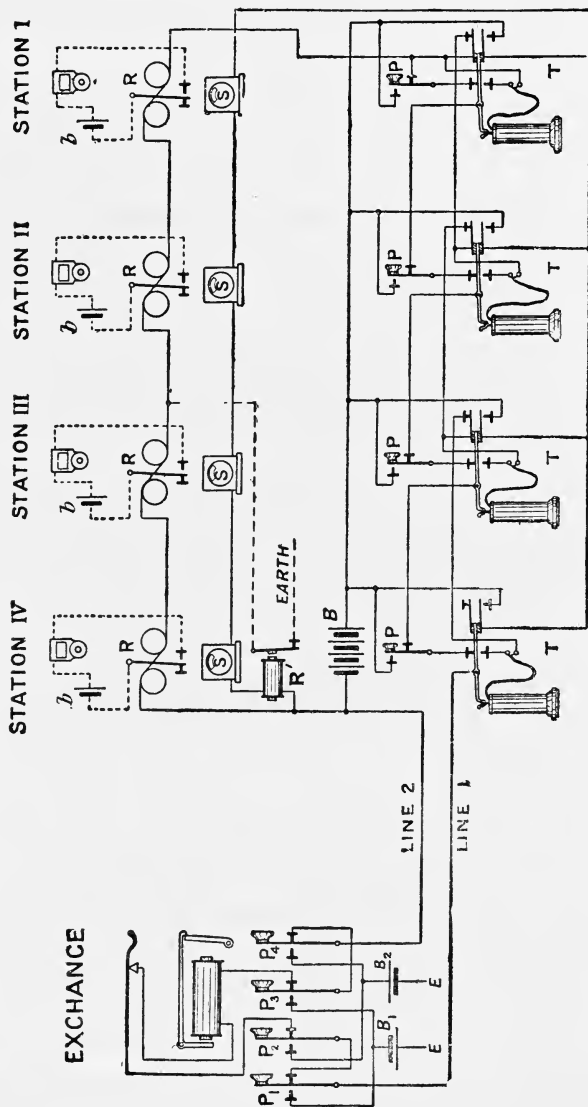 STATION I
STATION II
STATION III
STATION IV
b
b
b
b
R
R
R
R
S
S
S
S
EARTH
R'
B
P
P
P
P
T
T
T
T
EXCHANGE
LINE 2
LINE 1
P1
P2
P3
P4
B1
B2
E
E